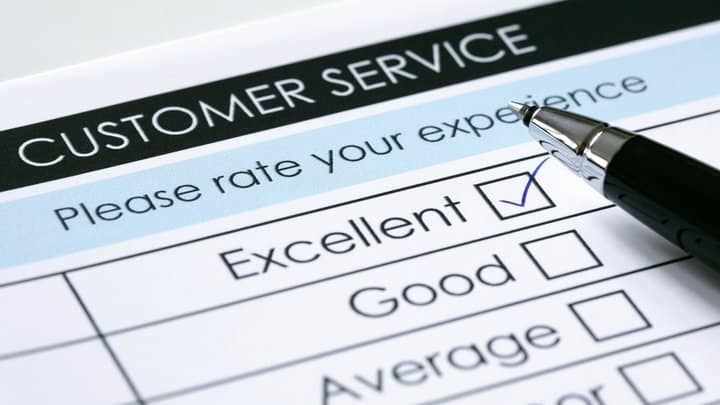 CUSTOMER SERVICE
Please rate your experience
Excellent
Good
Average